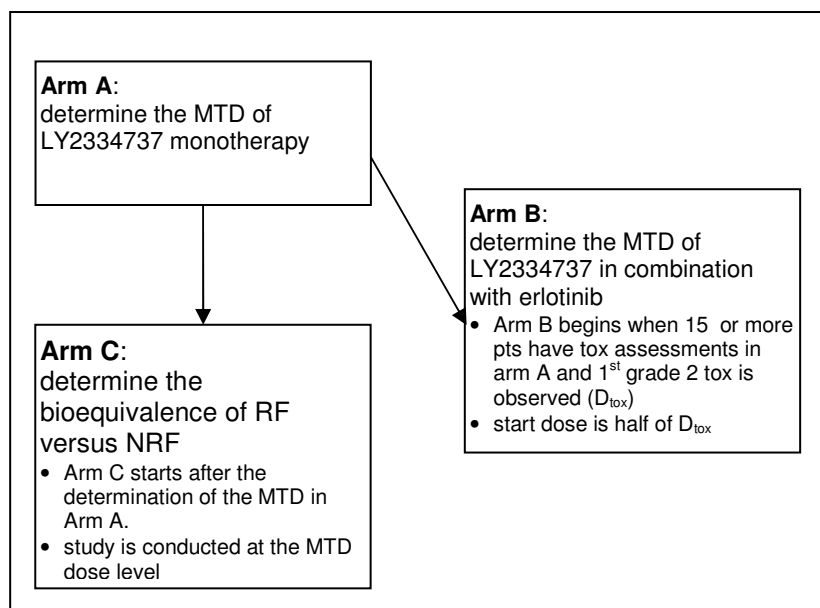 Arm A:
determine the MTD of
LY2334737 monotherapy
Arm B:
determine the MTD of
LY2334737 in combination
with erlotinib
• Arm B begins when 15 or more
pts have tox assessments in
arm A and 1st grade 2 tox is
observed (Dtox)
• start dose is half of Dtox
Arm C:
determine the
bioequivalence of RF
versus NRF
• Arm C starts after the
determination of the MTD in
Arm A.
• study is conducted at the MTD
dose level